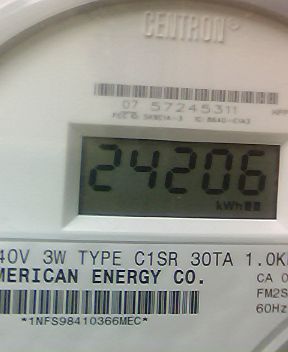 CENTRON®
07 57245311
24206
kWh
40V 3W TYPE C1SR 30TA 1.0K
MERICAN ENERGY CO.
CA 0
FM2S
60Hz
*1NFS98410366MEC*